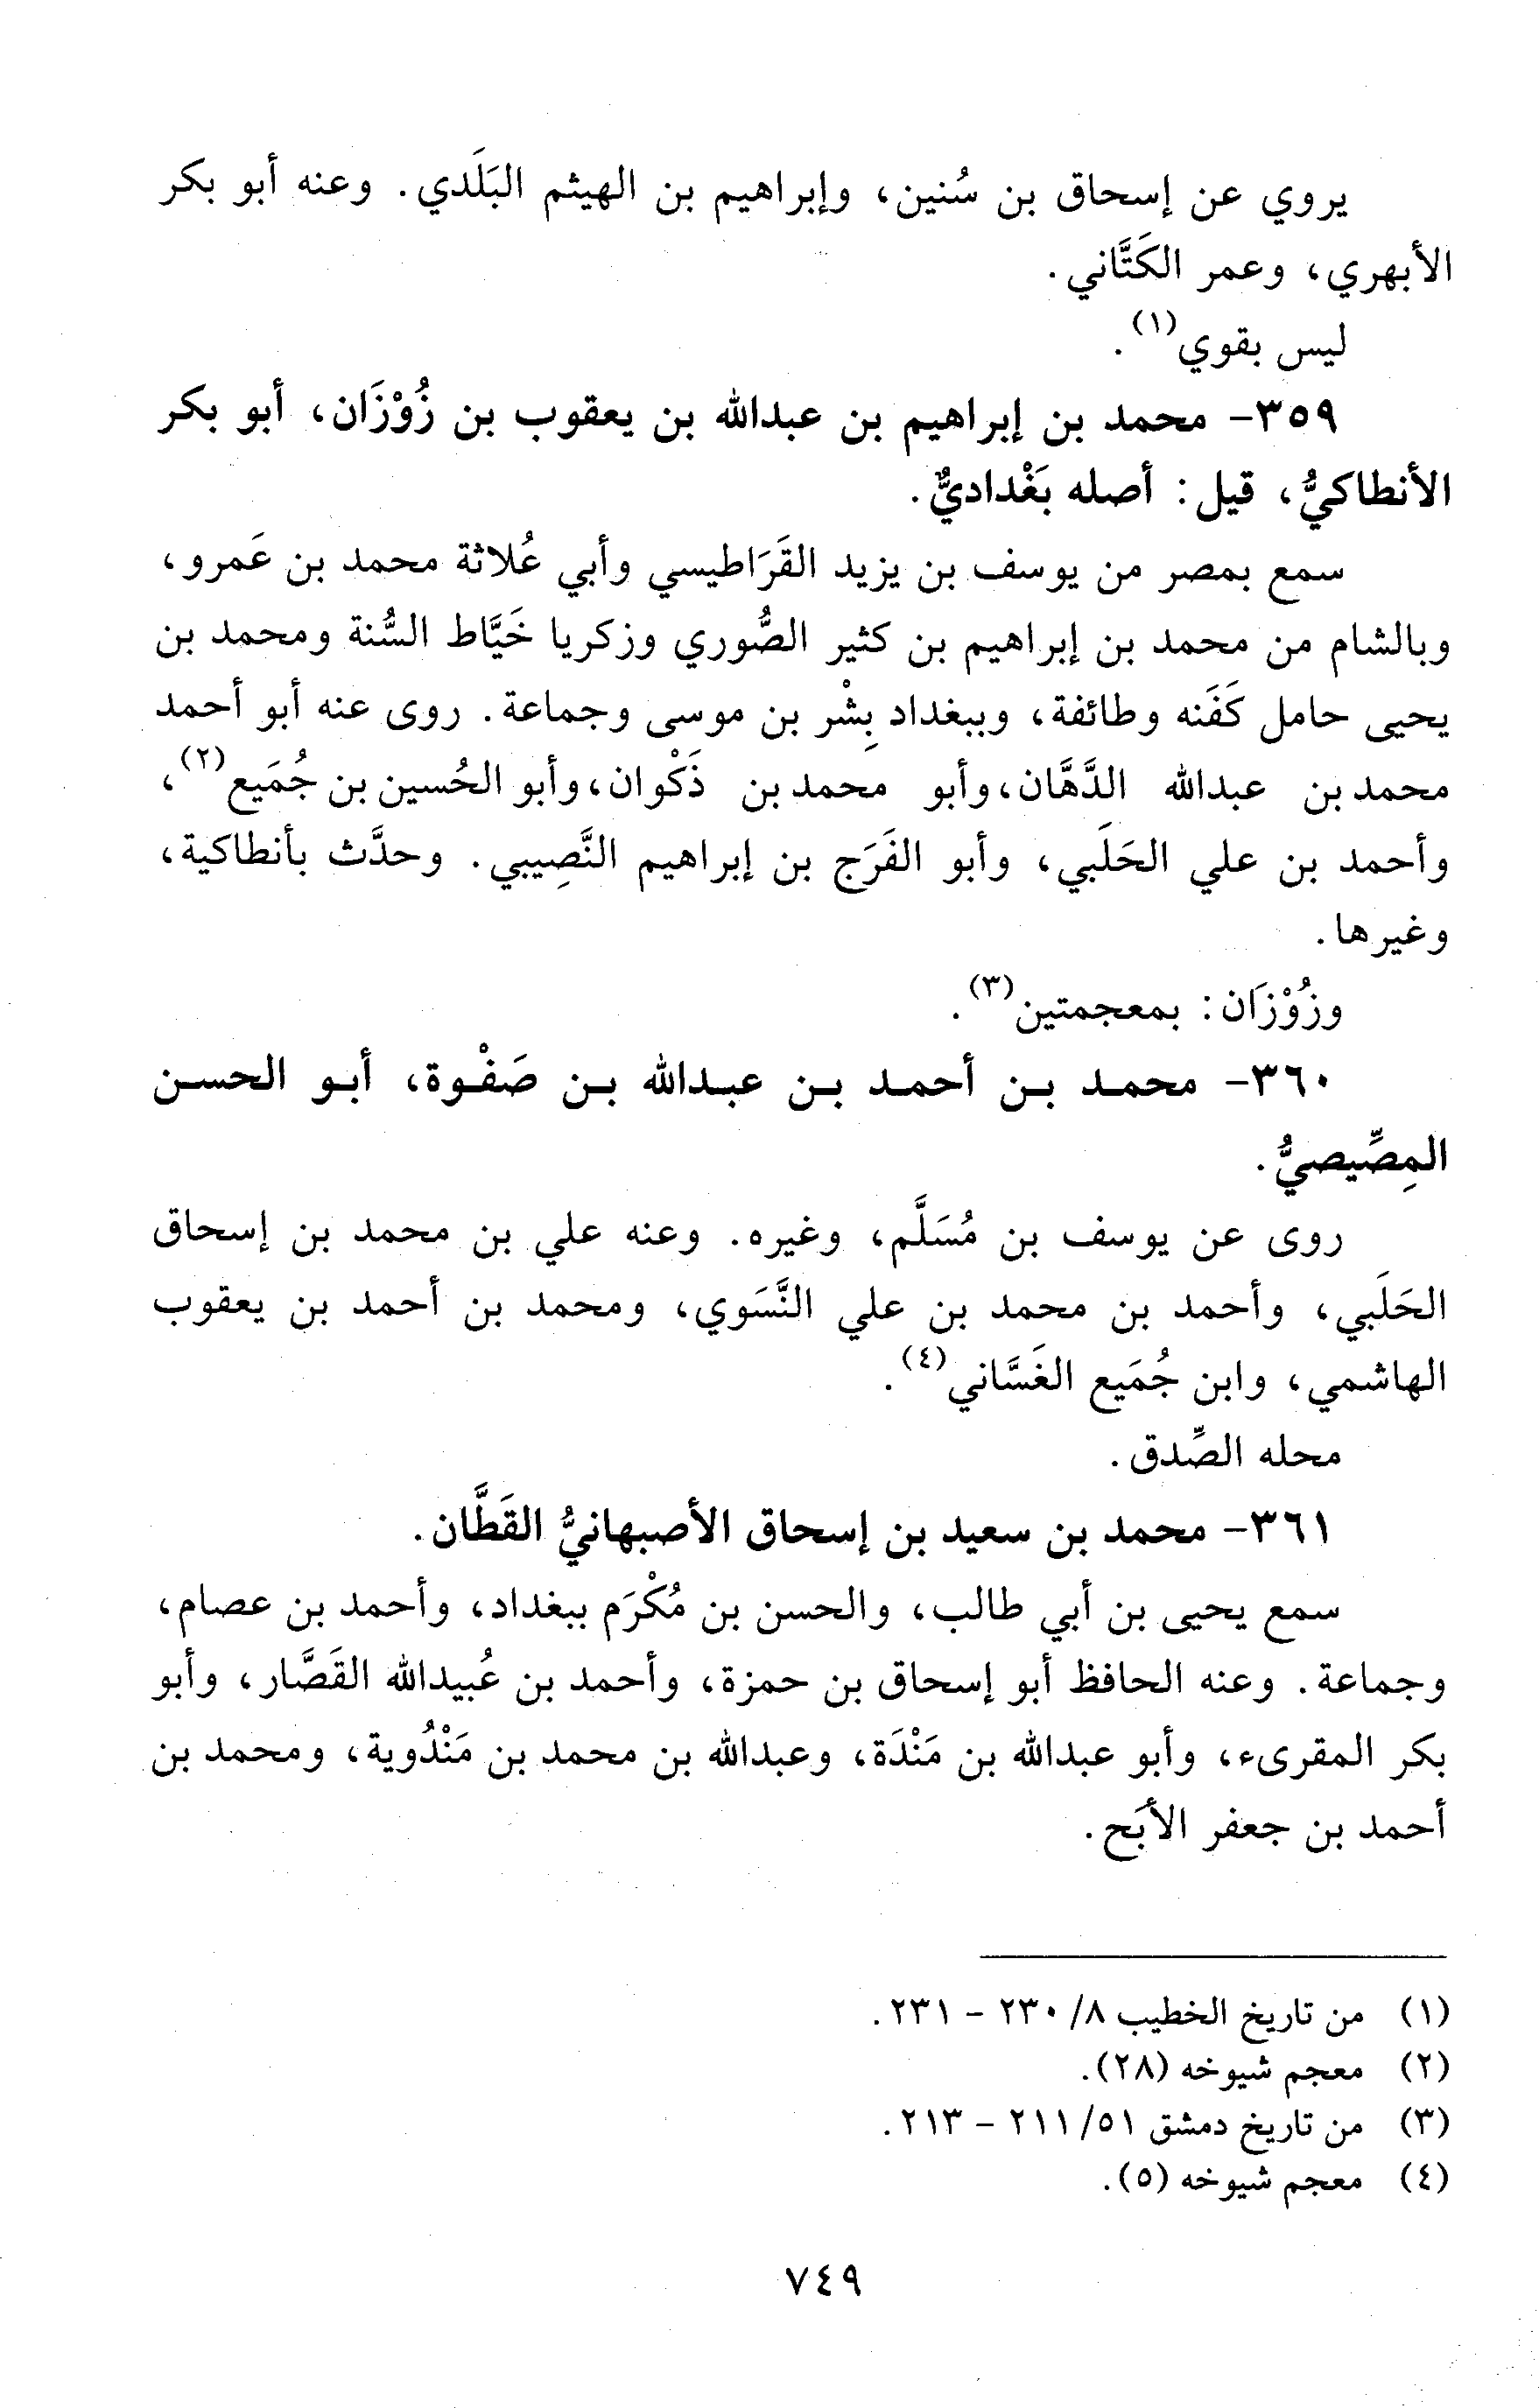 يروي عن إسحاق بن سُنين، وإبراهيم بن الهيثم البَلَدي. وعنه أبو بكر
الأبهري، وعمر الكَتَّاني.
ليس بقوي(١).
٣٥٩- محمد بن إبراهيم بن عبدالله بن يعقوب بن زُوْزَان، أبو بكر
الأنطاكيُّ، قيل: أصله بَغْداديٌّ.
سمع بمصر من يوسف بن يزيد القَرَاطيسي وأبي عُلاثة محمد بن عَمرو،
وبالشام من محمد بن إبراهيم بن كثير الصُّوري وزكريا خَيَّاط السُّنة ومحمد بن
يحيى حامل كَفَنه وطائفة، وببغداد بِشْر بن موسى وجماعة. روى عنه أبو أحمد
محمد بن عبدالله الدَّهَّان، وأبو محمد بن ذَكْوان، وأبو الحُسين بن جُمَيع(٢)،
وأحمد بن علي الحَلَبي، وأبو الفَرَج بن إبراهيم النَّصِيبي. وحدَّث بأنطاكية،
وغيرها.
وزُوْزَان: بمعجمتين(٣).
٣٦٠- محمد بن أحمد بن عبدالله بن صَفْوة، أبو الحسن
المِصِّيصيُّ.
روى عن يوسف بن مُسَلَّم، وغيره. وعنه علي بن محمد بن إسحاق
الحَلَبي، وأحمد بن محمد بن علي النَّسَوي، ومحمد بن أحمد بن يعقوب
الهاشمي، وابن جُمَيع الغَسَّاني(٤).
محله الصِّدق.
٣٦١- محمد بن سعيد بن إسحاق الأصبهانيُّ القَطَّان.
سمع يحيى بن أبي طالب، والحسن بن مُكْرَم ببغداد، وأحمد بن عصام،
وجماعة. وعنه الحافظ أبو إسحاق بن حمزة، وأحمد بن عُبيدالله القَصَّار، وأبو
بكر المقرىء، وأبو عبدالله بن مَنْدَة، وعبدالله بن محمد بن مَنْدُوية، ومحمد بن
أحمد بن جعفر الأبَح.
(١) من تاريخ الخطيب ٨/ ٢٣٠ - ٢٣١.
(٢) معجم شيوخه (٢٨).
(٣) من تاريخ دمشق ٥١/ ٢١١ - ٢١٣.
(٤) معجم شيوخه (٥).
٧٤٩